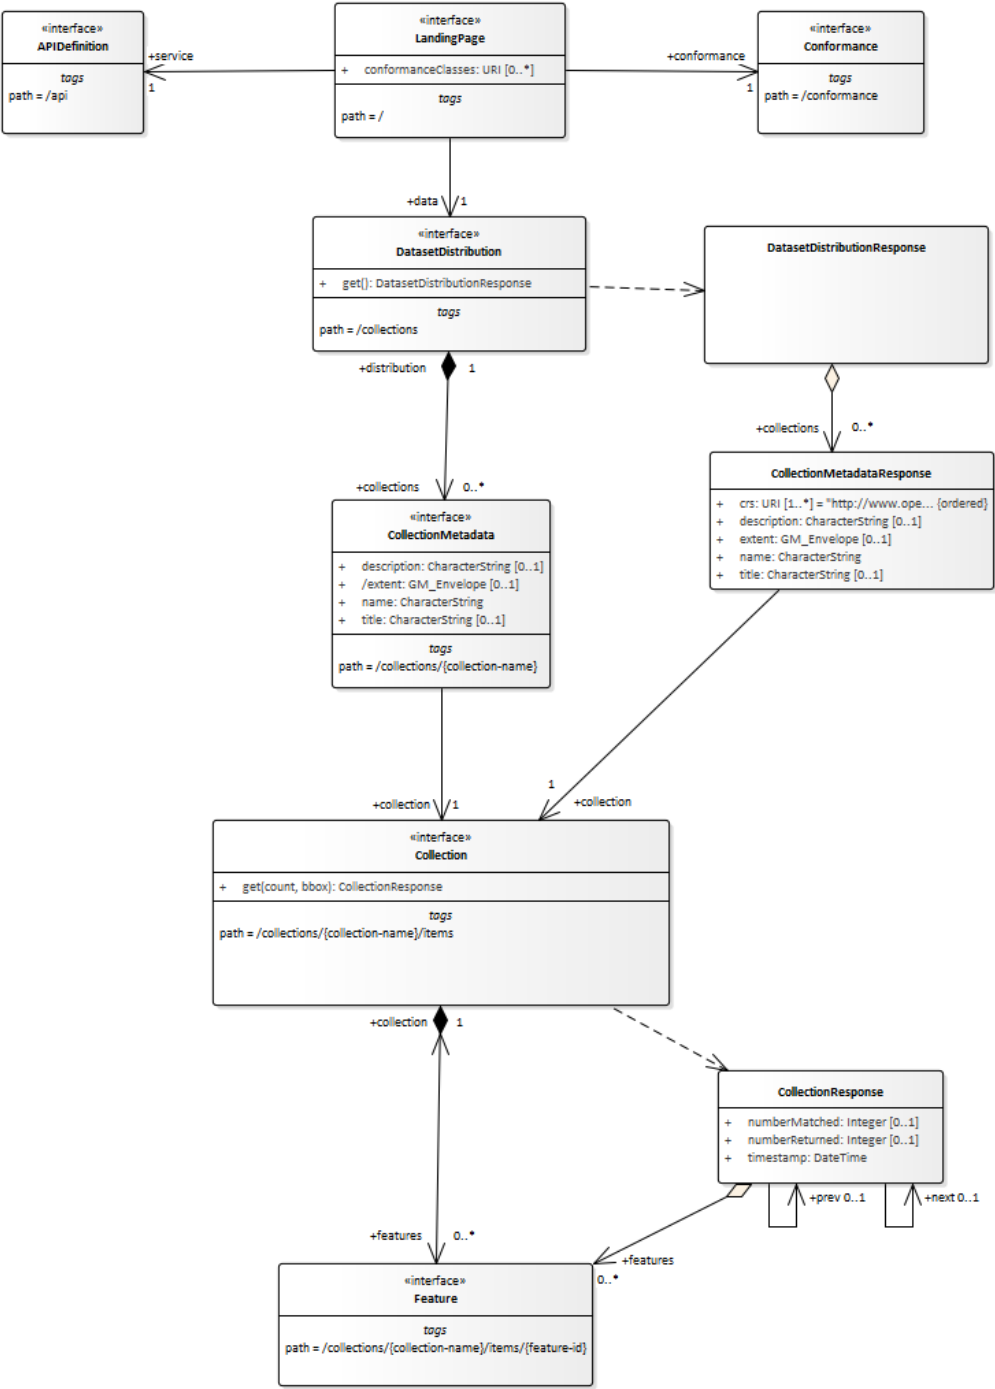 «interface»
APIDefinition
tags
path = /api
+service
1
«interface»
LandingPage
+ conformanceClasses: URI [0..*]
tags
path = /
+conformance
1
«interface»
Conformance
tags
path = /conformance
+data
1
«interface»
DatasetDistribution
+ get(): DatasetDistributionResponse
tags
path = /collections
DatasetDistributionResponse
+distribution
1
+collections
0..*
+collections
0..*
CollectionMetadataResponse
+ crs: URI [1..*] = "http://www.ope... {ordered}
+ description: CharacterString [0..1]
+ extent: GM_Envelope [0..1]
+ name: CharacterString
+ title: CharacterString [0..1]
«interface»
CollectionMetadata
+ description: CharacterString [0..1]
+ /extent: GM_Envelope [0..1]
+ name: CharacterString
+ title: CharacterString [0..1]
tags
path = /collections/{collection-name}
+collection
1
1
+collection
«interface»
Collection
+ get(count, bbox): CollectionResponse
tags
path = /collections/{collection-name}/items
+collection
1
CollectionResponse
+ numberMatched: Integer [0..1]
+ numberReturned: Integer [0..1]
+ timestamp: DateTime
+prev 0..1
+next 0..1
+features
0..*
+features
0..*
«interface»
Feature
tags
path = /collections/{collection-name}/items/{feature-id}